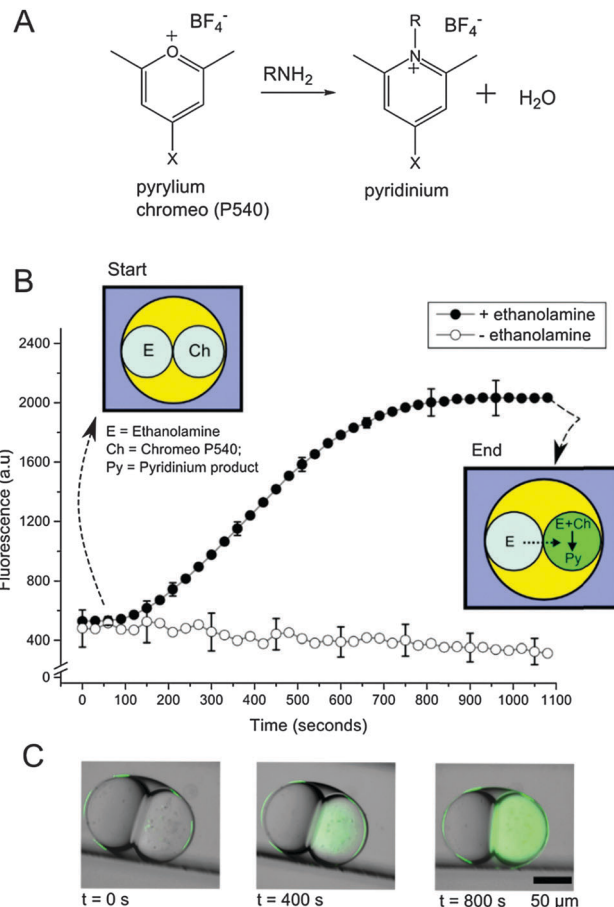 A
BF4-
BF4-
R
+
O
RNH2
N
+
+
H2O
X
X
pyrylium
chromeo (P540)
pyridinium
B
Start
E
Ch
E = Ethanolamine
Ch = Chromeo P540;
Py = Pyridinium product
+ ethanolamine
- ethanolamine
End
E
E+Ch
Py
Fluorescence (a.u)
2400
2000
1600
1200
800
400
0
0
100
200
300
400
500
600
700
800
900
1000
1100
Time (seconds)
C
t = 0 s
t = 400 s
t = 800 s
50 µm